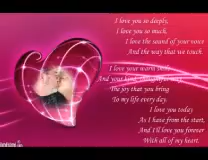 I love you so deeply,
I love you so much,
I love the sound of your voice
And the way that we touch.
I love your warm smile
And your kind,
The joy that you bring
To my life every day.
I love you today
As I have from the start,
And I'll love you forever
With all of my heart.